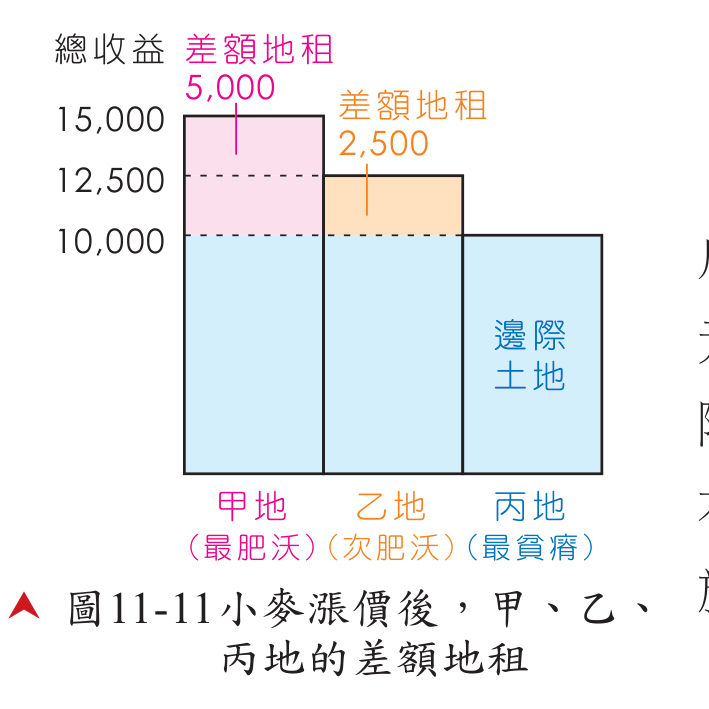 總收益 差額地租
5,000
差額地租
2,500
15,000
12,500
10,000
邊際
土地
甲地 乙地 丙地
(最肥沃) (次肥沃) (最貧瘠)
圖11-11小麥漲價後，甲、乙、
丙地的差額地租